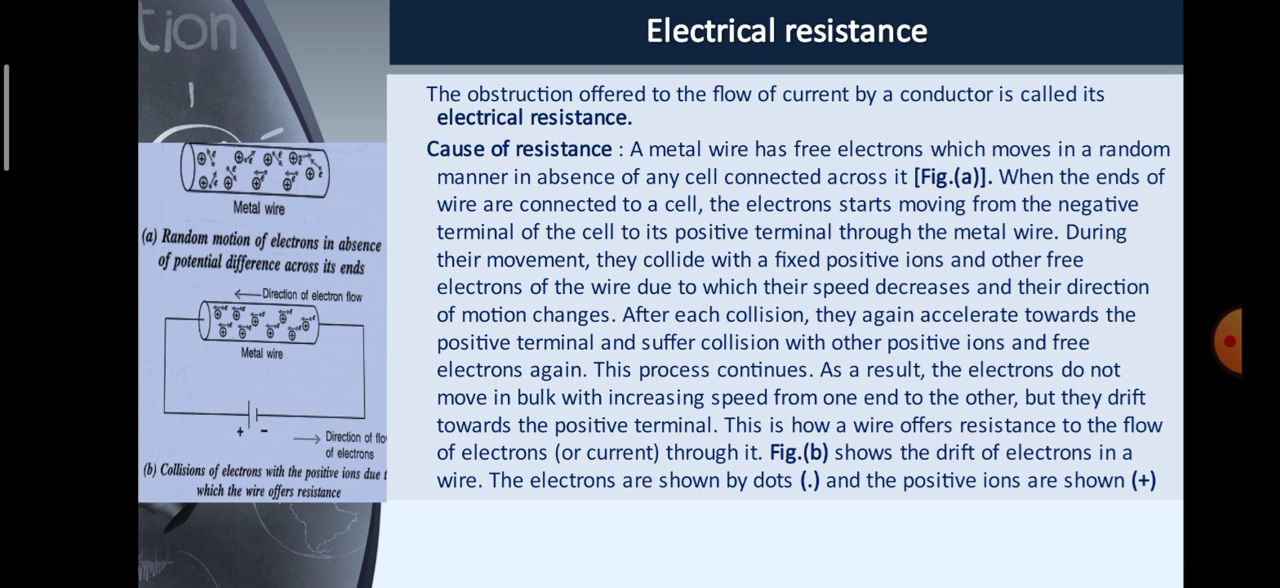 tion
Electrical resistance
The obstruction offered to the flow of current by a conductor is called its
electrical resistance.
Cause of resistance : A metal wire has free electrons which moves in a random
manner in absence of any cell connected across it [Fig.(a)]. When the ends of
wire are connected to a cell, the electrons starts moving from the negative
terminal of the cell to its positive terminal through the metal wire. During
their movement, they collide with a fixed positive ions and other free
electrons of the wire due to which their speed decreases and their direction
of motion changes. After each collision, they again accelerate towards the
positive terminal and suffer collision with other positive ions and free
electrons again. This process continues. As a result, the electrons do not
move in bulk with increasing speed from one end to the other, but they drift
towards the positive terminal. This is how a wire offers resistance to the flow
of electrons (or current) through it. Fig.(b) shows the drift of electrons in a
wire. The electrons are shown by dots (.) and the positive ions are shown (+)
Metal wire
(a) Random motion of electrons in absence
of potential difference across its ends
Direction of electron flow
Metal wire
+ −
Direction of flo
of electrons
(b) Collisions of electrons with the positive ions due t
which the wire offers resistance